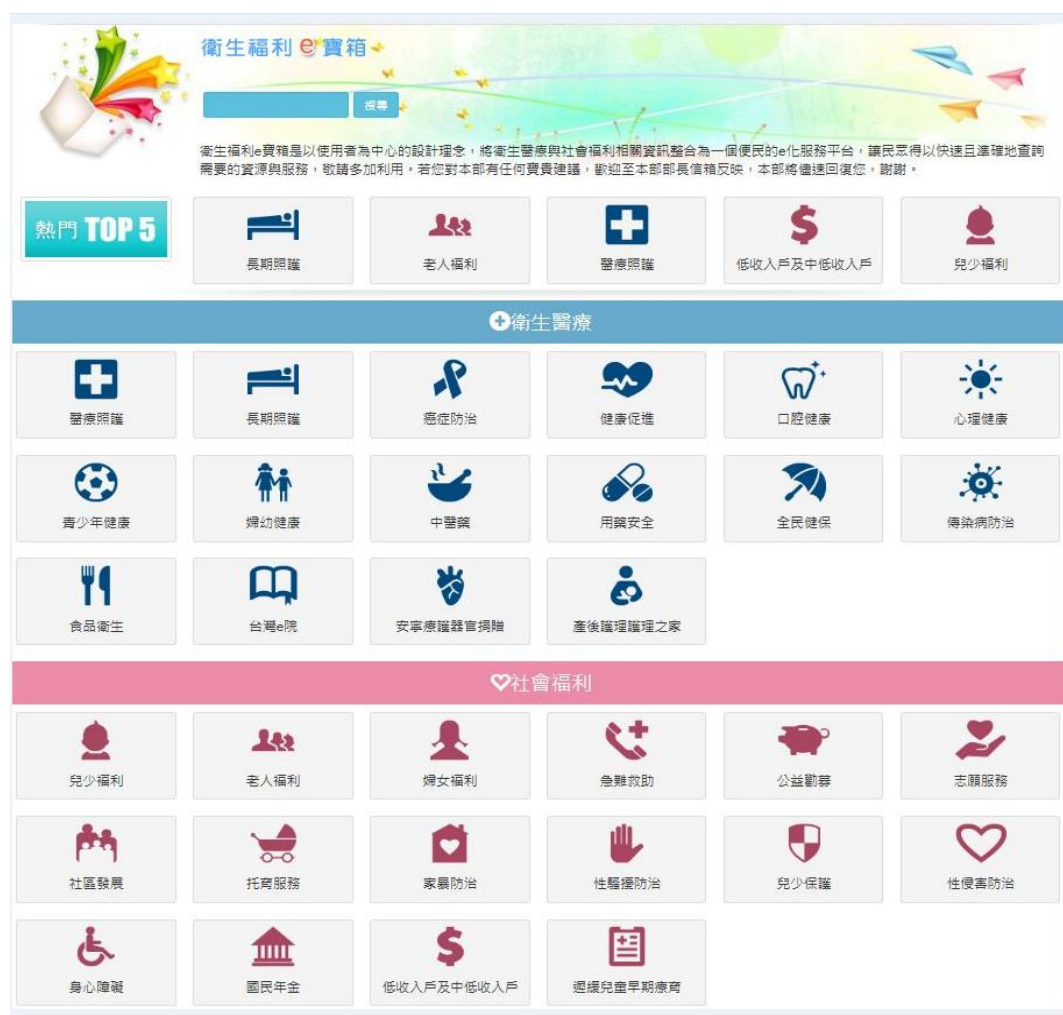 衛生福利e寶箱
搜尋
衛生福利e寶箱是以使用者為中心的設計理念，將衛生醫療與社會福利相關資訊整合為一個便民的e化服務平台，讓民眾得以快速且準確地查詢
需要的資源與服務，敬請多加利用。若您對本部有任何寶貴建議，歡迎至本部部長信箱反映，本部將儘速回復您，謝謝。
熱門 TOP 5
長期照護 老人福利 醫療照護 低收入戶及中低收入戶 兒少福利
衛生醫療
醫療照護 長期照護 癌症防治 健康促進 口腔健康 心理健康
青少年健康 婦幼健康 中醫藥 用藥安全 全民健保 傳染病防治
食品衛生 台灣e院 安寧療護器官捐贈 產後護理護理之家
社會福利
兒少福利 老人福利 婦女福利 急難救助 公益勸募 志願服務
社區發展 托育服務 家暴防治 性騷擾防治 兒少保護 性侵害防治
身心障礙 國民年金 低收入戶及中低收入戶 遲緩兒童早期療育